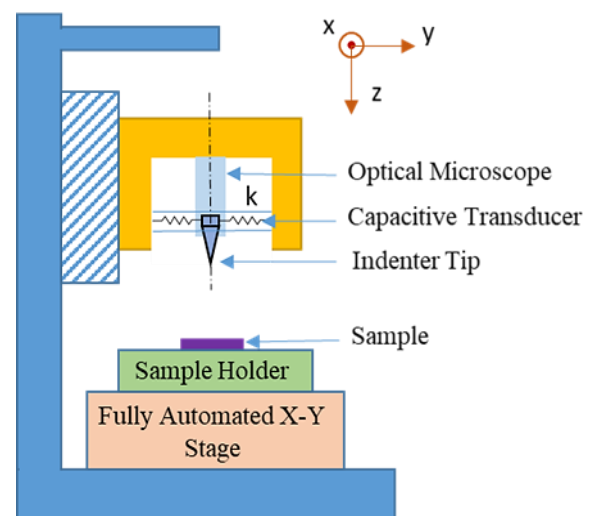 x
y
z
Optical Microscope
k
Capacitive Transducer
Indenter Tip
Sample
Sample Holder
Fully Automated X-Y
Stage